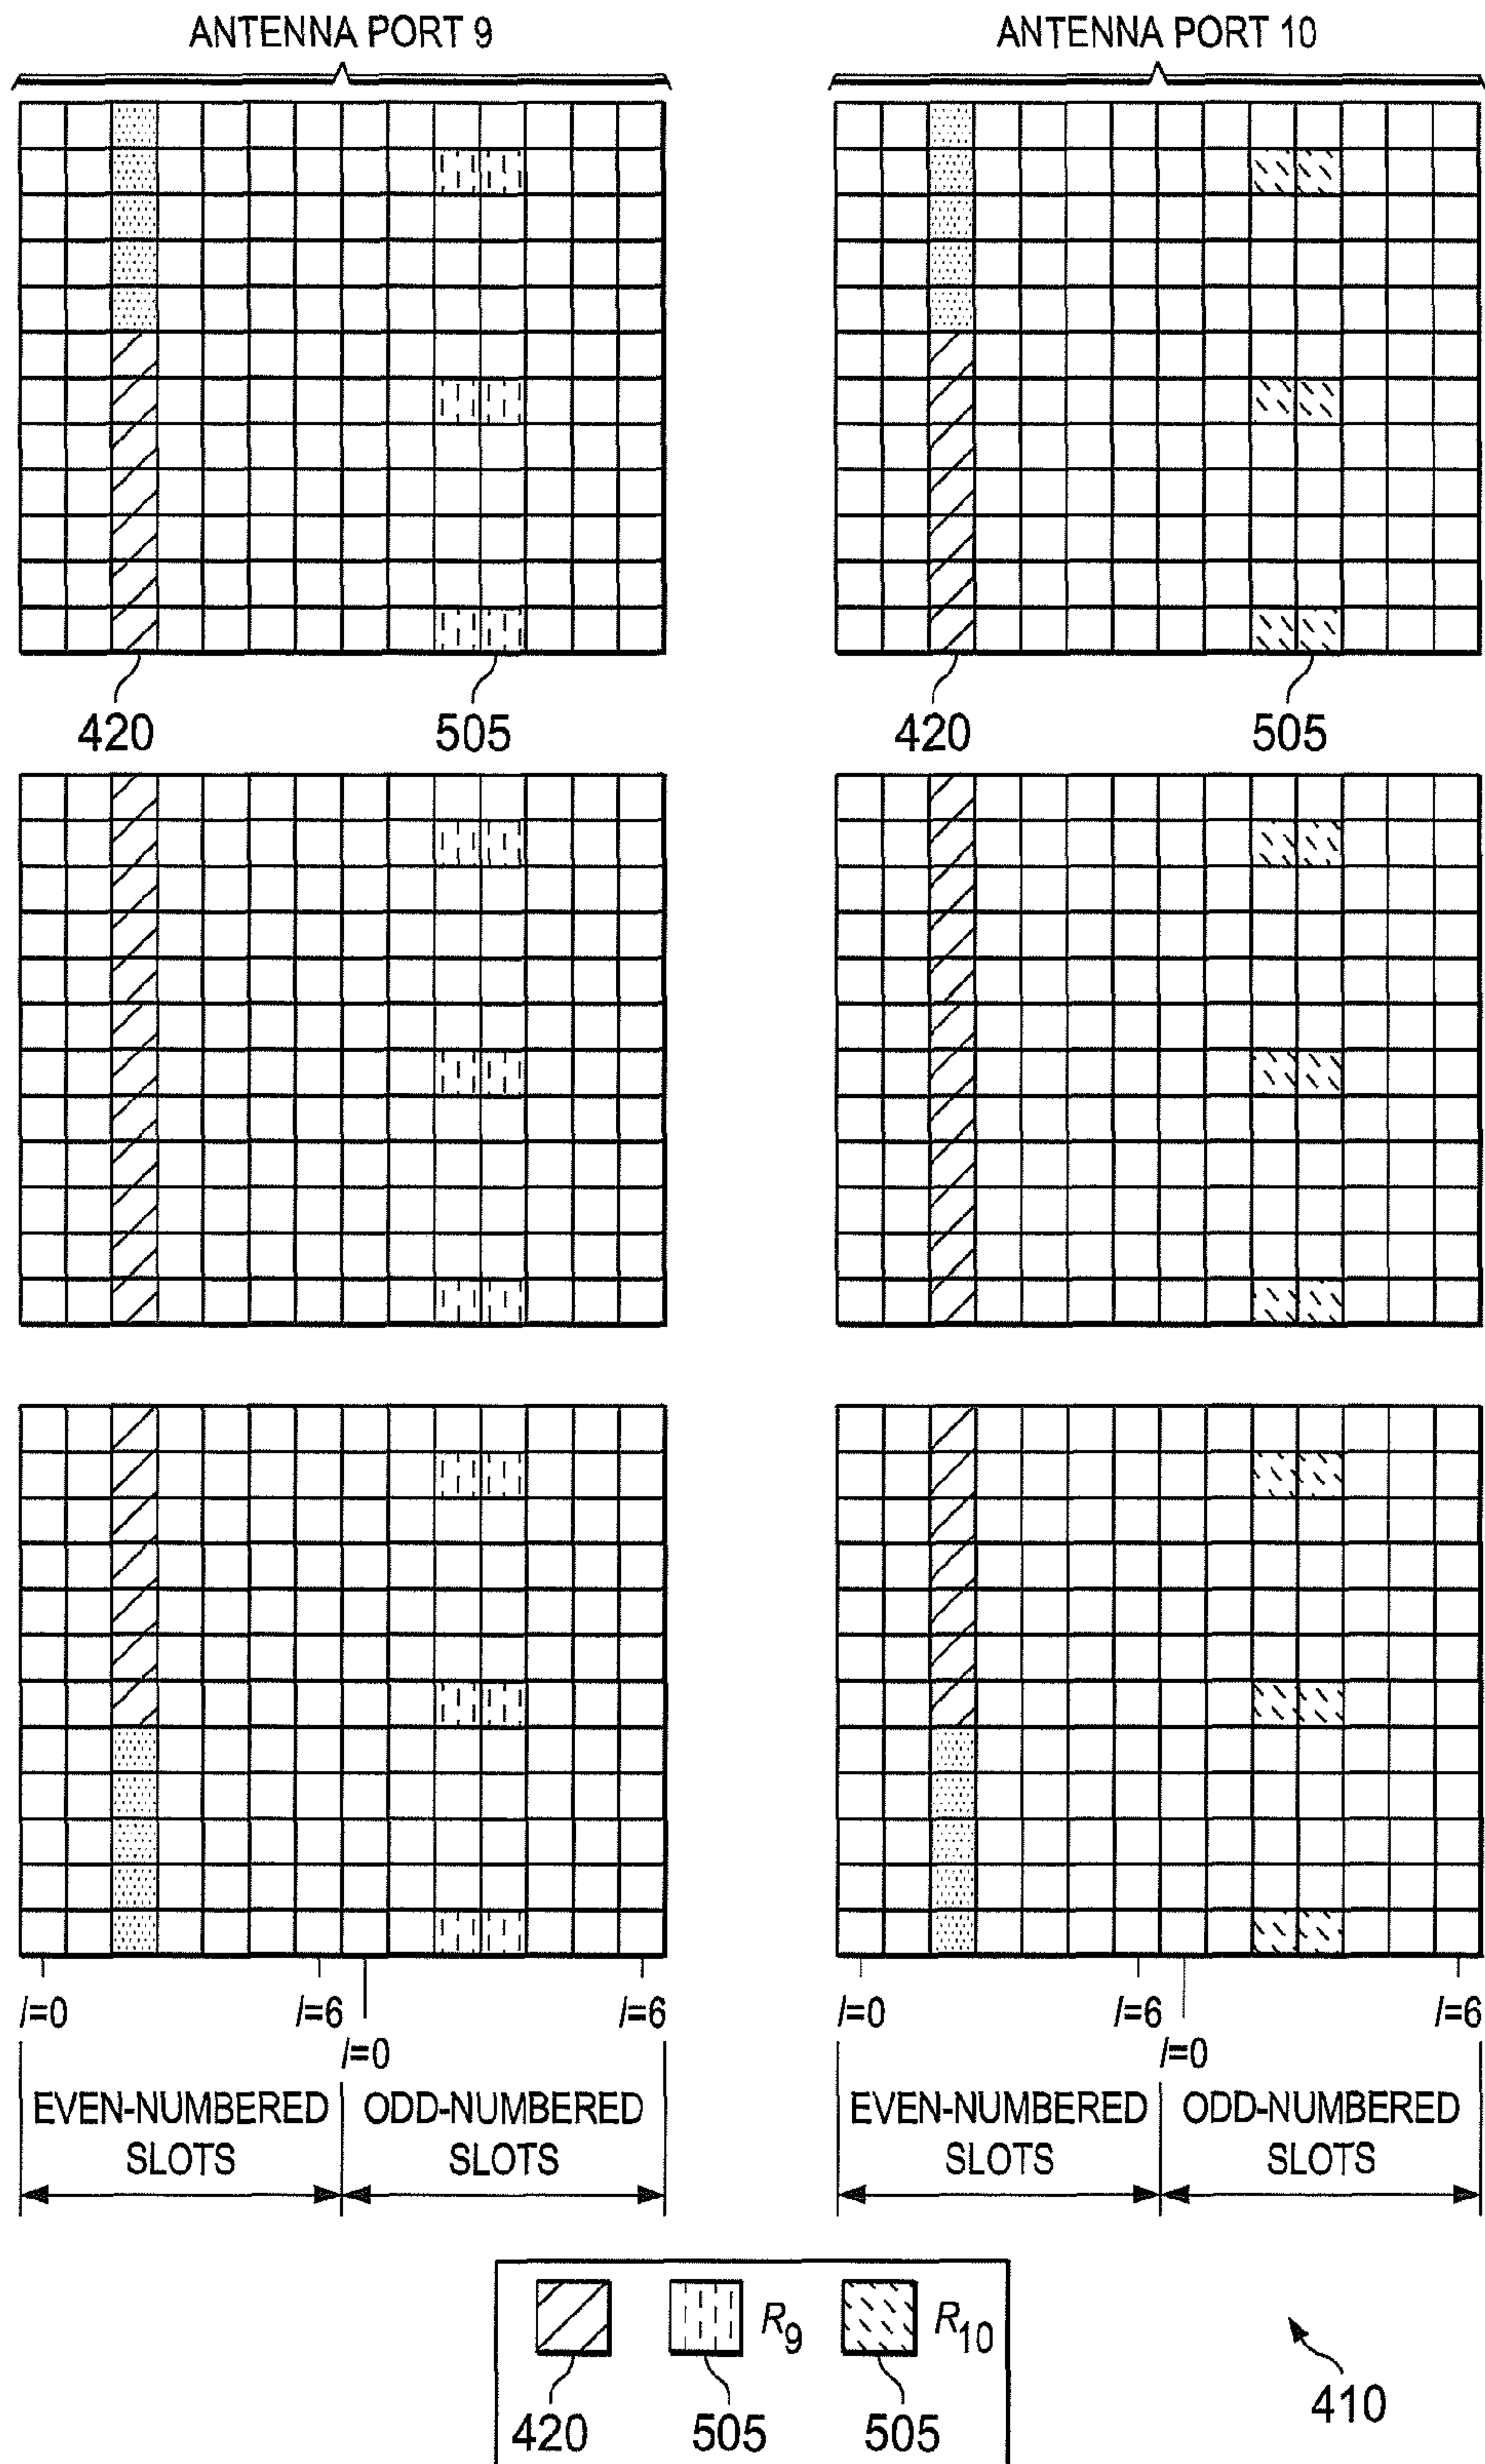 ANTENNA PORT 9
ANTENNA PORT 10
420
505
420
505
l=0
l=6
l=0
l=6
l=0
l=6
l=0
l=6
EVEN-NUMBERED
SLOTS
ODD-NUMBERED
SLOTS
EVEN-NUMBERED
SLOTS
ODD-NUMBERED
SLOTS
R9
R10
420
505
505
410